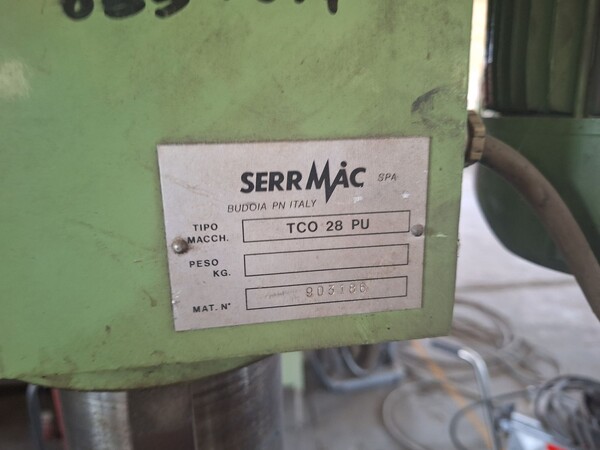 SERRMAC SPA
BUDOIA PN ITALY
TIPO MACCH. TCO 28 PU
PESO KG.
MAT. N°